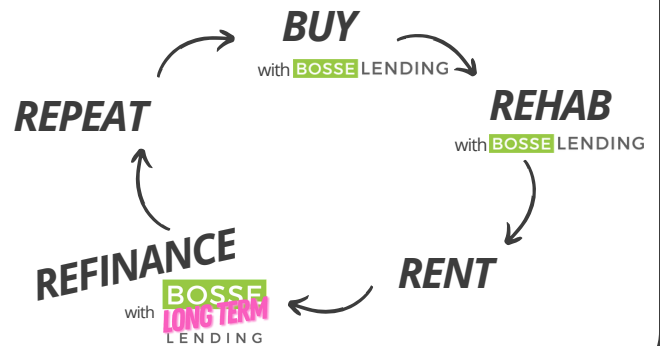 BUY
with BOSSE LENDING
REHAB
with BOSSE LENDING
RENT
REFINANCE
with BOSSE
LONG TERM
LENDING
REPEAT